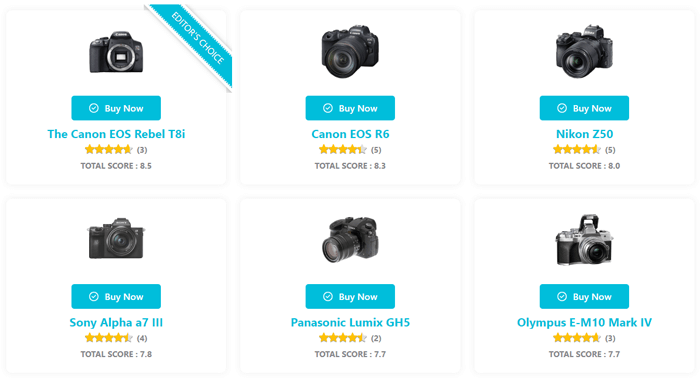 EDITOR'S CHOICE
Buy Now
The Canon EOS Rebel T8i
(3)
TOTAL SCORE : 8.5
Buy Now
Canon EOS R6
(5)
TOTAL SCORE : 8.3
Buy Now
Nikon Z50
(5)
TOTAL SCORE : 8.0
Buy Now
Sony Alpha a7 III
(4)
TOTAL SCORE : 7.8
Buy Now
Panasonic Lumix GH5
(2)
TOTAL SCORE : 7.7
Buy Now
Olympus E-M10 Mark IV
(3)
TOTAL SCORE : 7.7